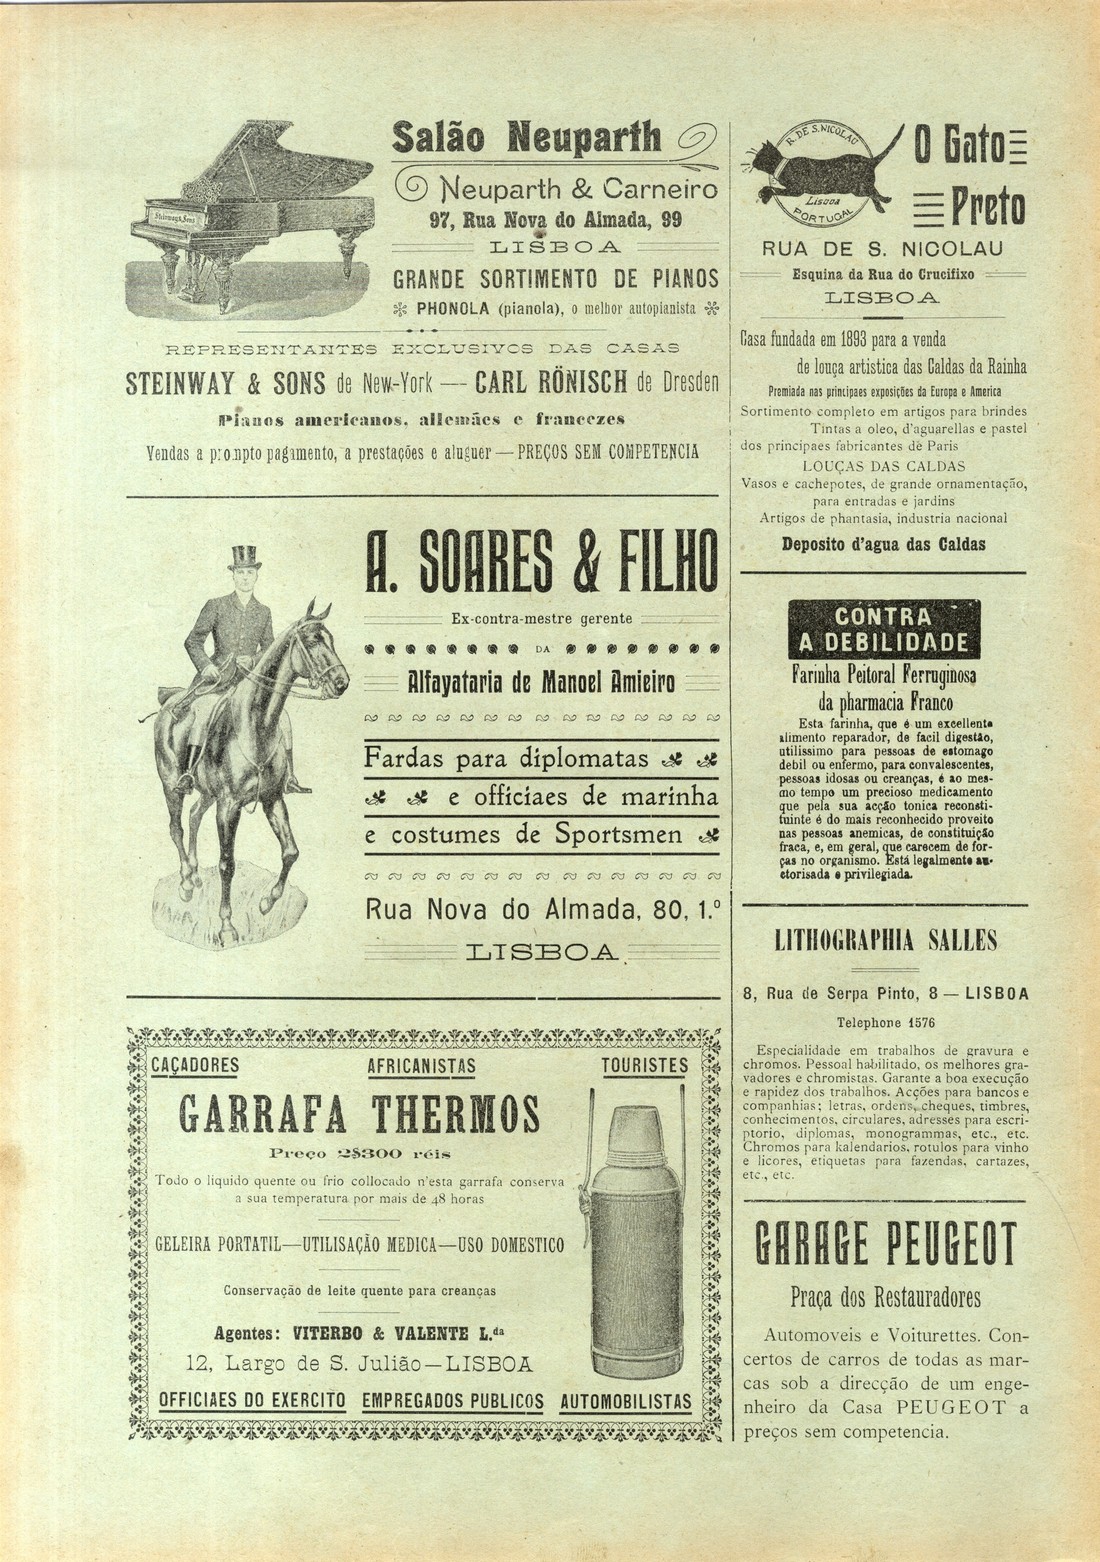 Salão Neuparth
Neuparth & Carneiro
97, Rua Nova do Almada, 99
LISBOA
GRANDE SORTIMENTO DE PIANOS
PHONOLA (pianola), o melhor autopianista
Steinway & Sons
REPRESENTANTES EXCLUSIVOS DAS CASAS
STEINWAY & SONS de New-York — CARL RÖNISCH de Dresden
Pianos americanos, allemães e francezes
Vendas a prompto pagamento, a prestações e aluguer — PREÇOS SEM COMPETENCIA
A. SOARES & FILHO
Ex-contra-mestre gerente
DA
Alfayataria de Manoel Amieiro
Fardas para diplomatas
e officiaes de marinha
e costumes de Sportsmen
Rua Nova do Almada, 80, 1.º
LISBOA
CAÇADORES AFRICANISTAS TOURISTES
GARRAFA THERMOS
Preço 2$300 réis
Todo o liquido quente ou frio collocado n'esta garrafa conserva
a sua temperatura por mais de 48 horas
GELEIRA PORTATIL—UTILISAÇÃO MEDICA—USO DOMESTICO
Conservação de leite quente para creanças
Agentes: VITERBO & VALENTE L.da
12, Largo de S. Julião—LISBOA
OFFICIAES DO EXERCITO EMPREGADOS PUBLICOS AUTOMOBILISTAS
R. DE S. NICOLAU
Lisboa
PORTUGAL
O Gato
Preto
RUA DE S. NICOLAU
Esquina da Rua do Crucifixo
LISBOA
Casa fundada em 1893 para a venda
de louça artistica das Caldas da Rainha
Premiada nas principaes exposições da Europa e America
Sortimento completo em artigos para brindes
Tintas a oleo, d'aguarellas e pastel
dos principaes fabricantes de Paris
LOUÇAS DAS CALDAS
Vasos e cachepotes, de grande ornamentação,
para entradas e jardins
Artigos de phantasia, industria nacional
Deposito d'agua das Caldas
CONTRA
A DEBILIDADE
Farinha Peitoral Ferruginosa
da pharmacia Franco
Esta farinha, que é um excellente
alimento reparador, de facil digestão,
utilissimo para pessoas de estomago
debil ou enfermo, para convalescentes,
pessoas idosas ou creanças, é ao mes-
mo tempo um precioso medicamento
que pela sua acção tonica reconsti-
tuinte é do mais reconhecido proveito
nas pessoas anemicas, de constituição
fraca, e, em geral, que carecem de for-
ças no organismo. Está legalmente au-
ctorisada e privilegiada.
LITHOGRAPHIA SALLES
8, Rua de Serpa Pinto, 8 — LISBOA
Telephone 1576
Especialidade em trabalhos de gravura e
chromos. Pessoal habilitado, os melhores gra-
vadores e chromistas. Garante a boa execução
e rapidez dos trabalhos. Acções para bancos e
companhias; letras, ordens, cheques, timbres,
conhecimentos, circulares, adresses para escri-
ptorio, diplomas, monogrammas, etc., etc.
Chromos para kalendarios, rotulos para vinho
e licores, etiquetas para fazendas, cartazes,
etc., etc.
GARAGE PEUGEOT
Praça dos Restauradores
Automoveis e Voiturettes. Con-
certos de carros de todas as mar-
cas sob a direcção de um enge-
nheiro da Casa PEUGEOT a
preços sem competencia.